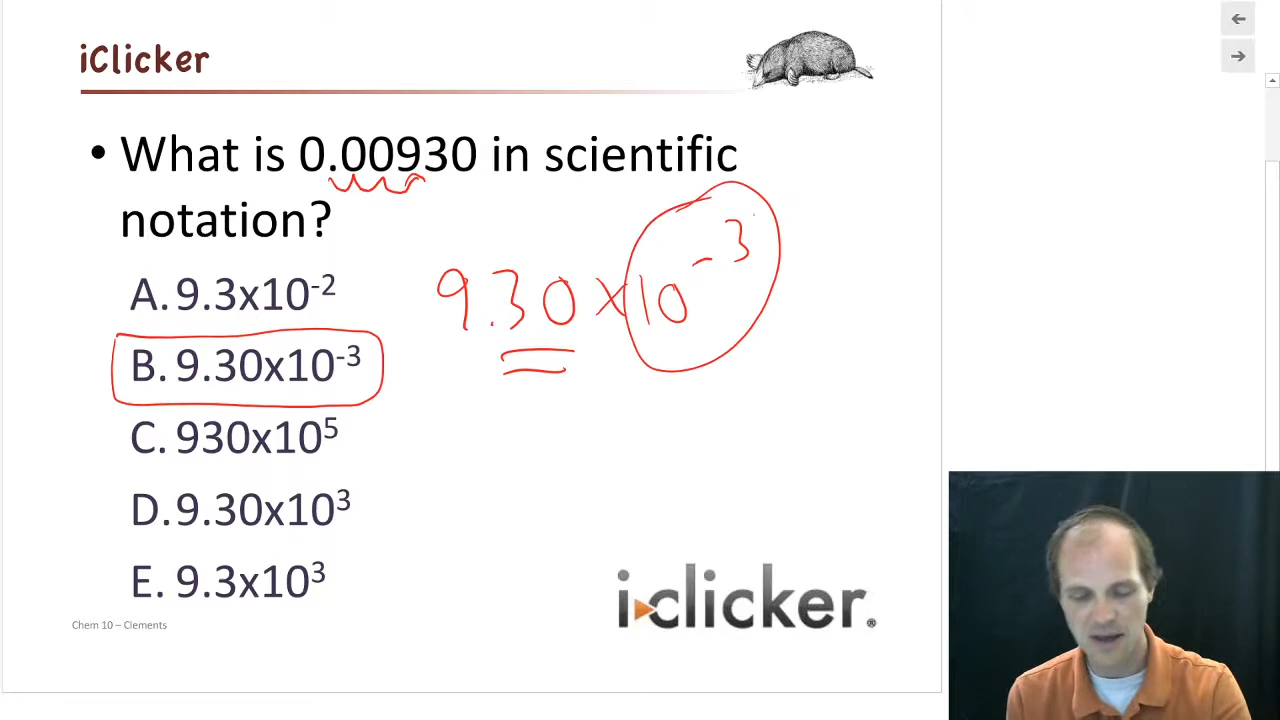 iClicker
• What is 0.00930 in scientific
notation?
A. 9.3x10⁻²
9.30 x 10⁻³
B. 9.30x10⁻³
C. 930x10⁵
D. 9.30x10³
E. 9.3x10³
i>clicker®
Chem 10 – Clements